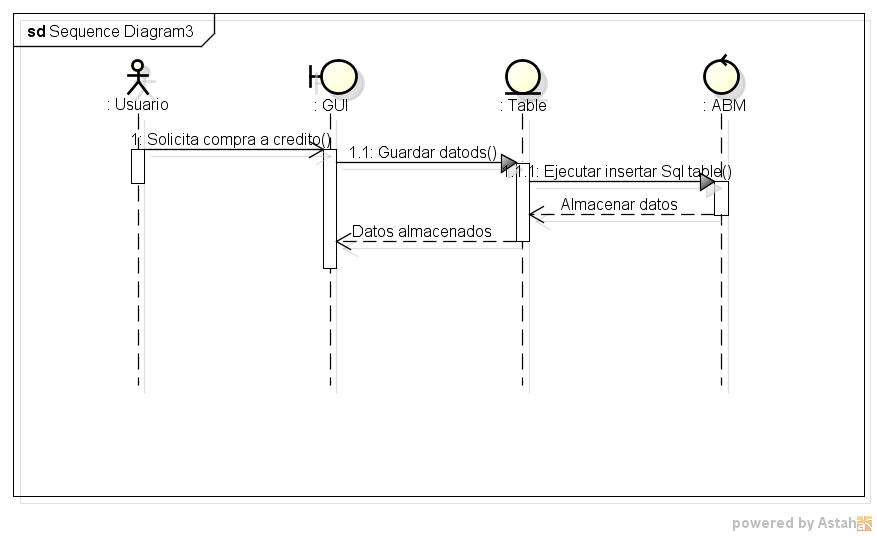 sd Sequence Diagram3
: Usuario
: GUI
: Table
: ABM
1: Solicita compra a credito()
1.1: Guardar datods()
1.1.1: Ejecutar insertar Sql table()
Almacenar datos
Datos almacenados
powered by Astah